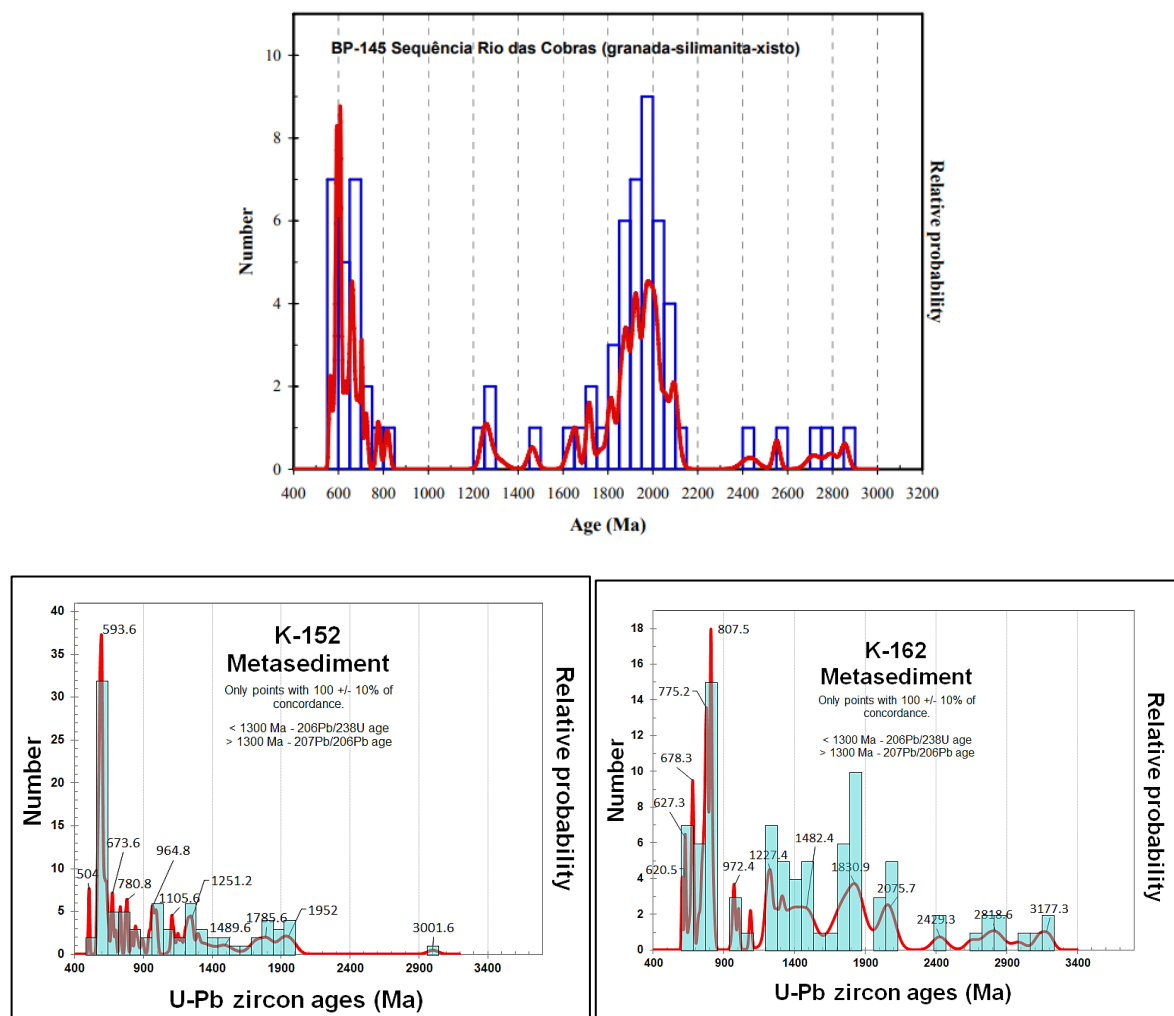 BP-145 Sequência Rio das Cobras (granada-silimanita-xisto)
10
8
6
4
2
0
Number
Relative probability
400 600 800 1000 1200 1400 1600 1800 2000 2200 2400 2600 2800 3000 3200
Age (Ma)
K-152
Metasediment
Only points with 100 +/- 10% of
concordance.
< 1300 Ma - 206Pb/238U age
> 1300 Ma - 207Pb/206Pb age
40
35
30
25
20
15
10
5
0
Number
Relative probability
593.6
504
673.6
780.8
964.8
1105.6
1251.2
1489.6
1785.6
1952
3001.6
400 900 1400 1900 2400 2900 3400
U-Pb zircon ages (Ma)
K-162
Metasediment
Only points with 100 +/- 10% of
concordance.
< 1300 Ma - 206Pb/238U age
> 1300 Ma - 207Pb/206Pb age
18
16
14
12
10
8
6
4
2
0
Number
Relative probability
807.5
775.2
678.3
627.3
620.5
972.4
1227.4
1482.4
1830.9
2075.7
2429.3
2818.6
3177.3
400 900 1400 1900 2400 2900 3400
U-Pb zircon ages (Ma)